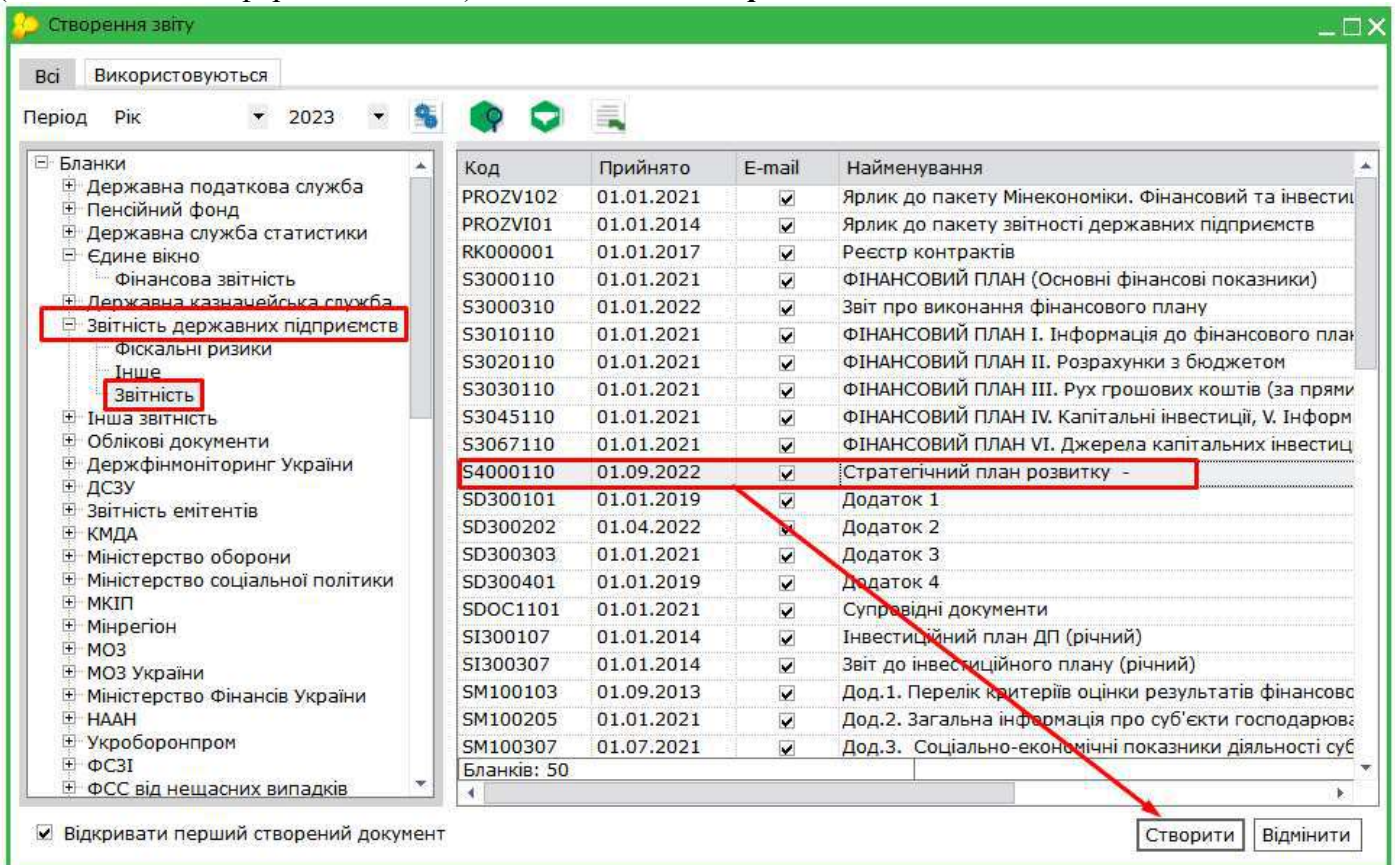 Створення звіту
Всі Використовуються
Період Рік 2023
Бланки
Державна податкова служба
Пенсійний фонд
Державна служба статистики
Єдине вікно
Фінансова звітність
Державна казначейська служба
Звітність державних підприємств
Фіскальні ризики
Інше
Звітність
Інша звітність
Облікові документи
Держфінмоніторинг України
ДСЗУ
Звітність емітентів
КМДА
Міністерство оборони
Міністерство соціальної політики
МКІП
Мінрегіон
МОЗ
МОЗ України
Міністерство Фінансів України
НААН
Укроборонпром
ФСЗІ
ФСС від нещасних випадків
Код Прийнято E-mail Найменування
PROZV102 01.01.2021 Ярлик до пакету Мінекономіки. Фінансовий та інвестиц
PROZVI01 01.01.2014 Ярлик до пакету звітності державних підприємств
RK000001 01.01.2017 Реєстр контрактів
S3000110 01.01.2021 ФІНАНСОВИЙ ПЛАН (Основні фінансові показники)
S3000310 01.01.2022 Звіт про виконання фінансового плану
S3010110 01.01.2021 ФІНАНСОВИЙ ПЛАН I. Інформація до фінансового план
S3020110 01.01.2021 ФІНАНСОВИЙ ПЛАН II. Розрахунки з бюджетом
S3030110 01.01.2021 ФІНАНСОВИЙ ПЛАН III. Рух грошових коштів (за прями
S3045110 01.01.2021 ФІНАНСОВИЙ ПЛАН IV. Капітальні інвестиції, V. Інформ
S3067110 01.01.2021 ФІНАНСОВИЙ ПЛАН VI. Джерела капітальних інвестиц
S4000110 01.09.2022 Стратегічний план розвитку -
SD300101 01.01.2019 Додаток 1
SD300202 01.04.2022 Додаток 2
SD300303 01.01.2021 Додаток 3
SD300401 01.01.2019 Додаток 4
SDOC1101 01.01.2021 Супровідні документи
SI300107 01.01.2014 Інвестиційний план ДП (річний)
SI300307 01.01.2014 Звіт до інвестиційного плану (річний)
SM100103 01.09.2013 Дод.1. Перелік критеріїв оцінки результатів фінансово
SM100205 01.01.2021 Дод.2. Загальна інформація про суб'єкти господарюва
SM100307 01.07.2021 Дод.3. Соціально-економічні показники діяльності суб
Бланків: 50
Відкривати перший створений документ
Створити Відмінити